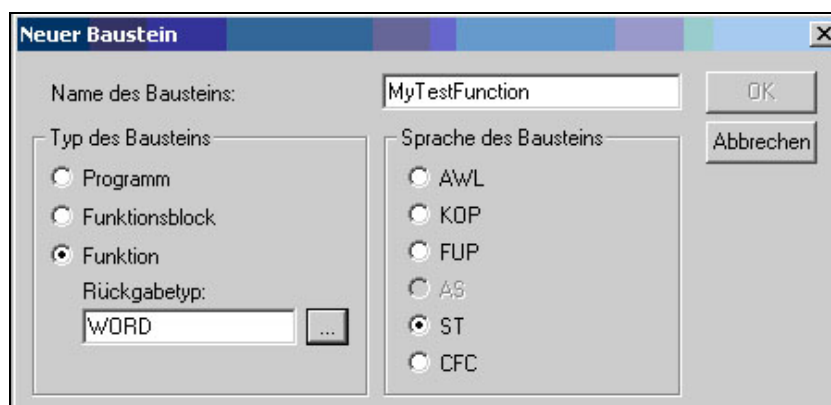 Neuer Baustein
Name des Bausteins:
MyTestFunction
OK
Abbrechen
Typ des Bausteins
Programm
Funktionsblock
Funktion
Rückgabetyp:
WORD
...
Sprache des Bausteins
AWL
KOP
FUP
AS
ST
CFC